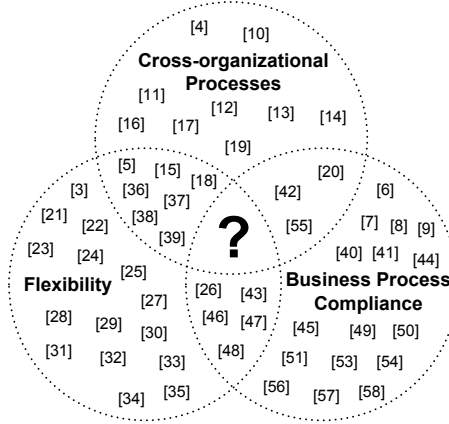 [4] [10]
Cross-organizational
Processes
[11]
[12] [13] [14]
[16] [17]
[19]
[5] [15] [18] [20]
[3] [36] [37] [42] [6]
[21] [22] [38] [55] [7] [8] [9]
[23] [24] [39] ? [40] [41] [44]
[25]
Flexibility [26] [43] Business Process
Compliance
[27]
[28] [29] [30] [46] [47] [45] [49] [50]
[31] [32] [33] [48] [51] [53] [54]
[34] [35] [56] [57] [58]